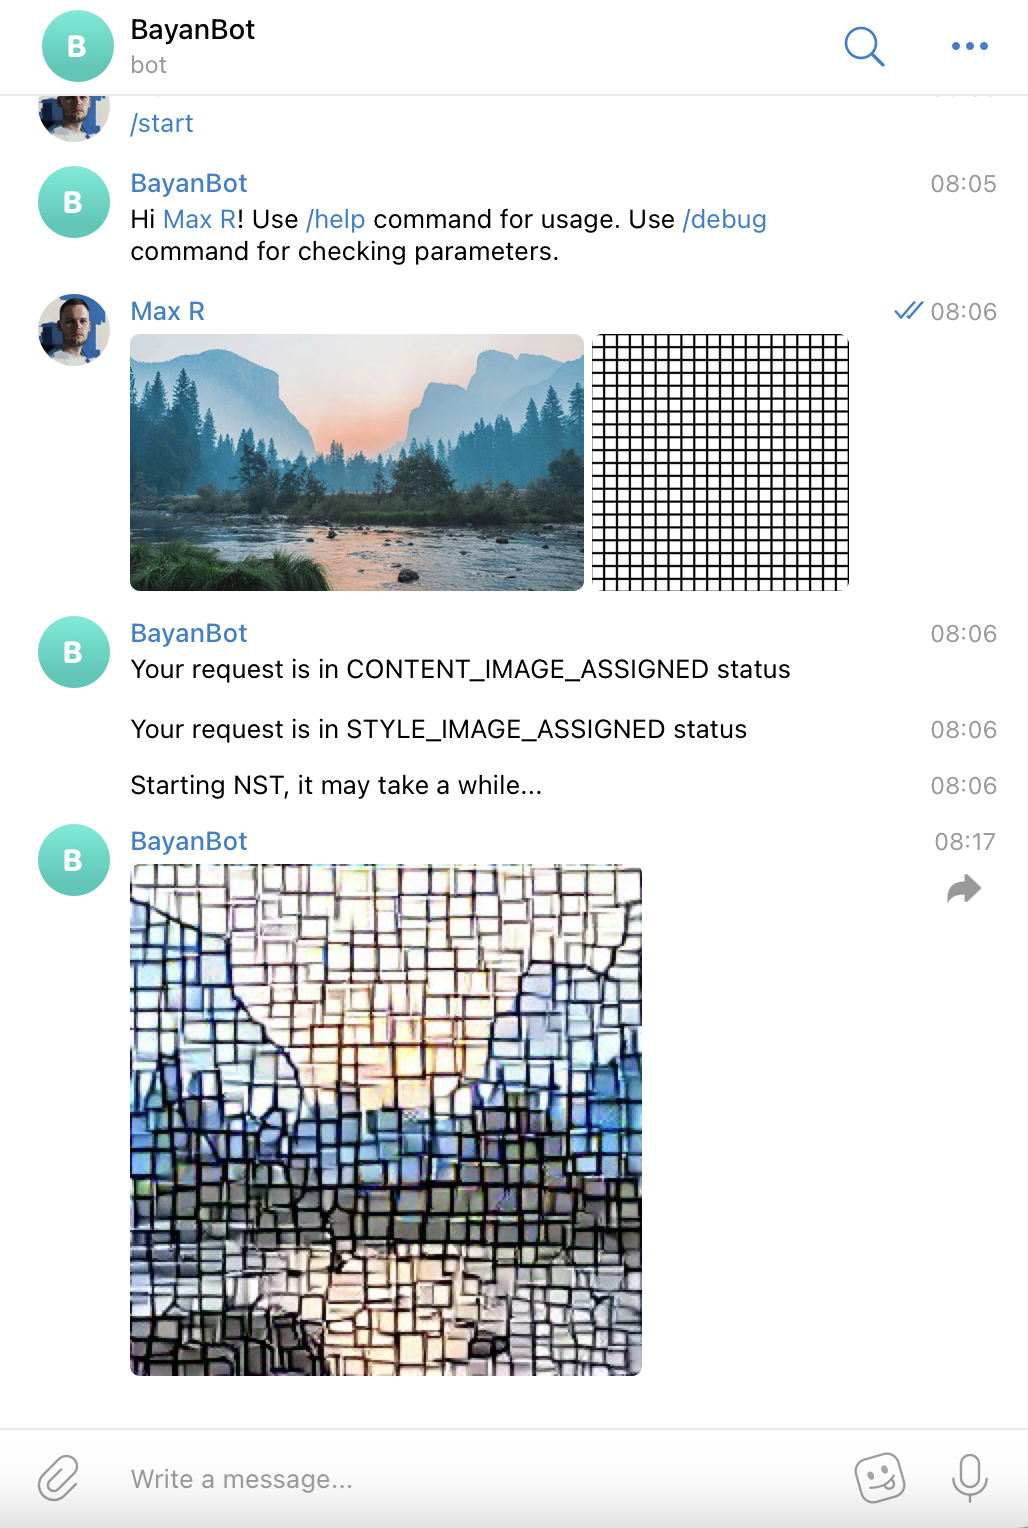 B
BayanBot
bot
/start
B
BayanBot
08:05
Hi Max R! Use /help command for usage. Use /debug
command for checking parameters.
Max R
08:06
B
BayanBot
08:06
Your request is in CONTENT_IMAGE_ASSIGNED status
Your request is in STYLE_IMAGE_ASSIGNED status
08:06
Starting NST, it may take a while...
08:06
B
BayanBot
08:17
Write a message...